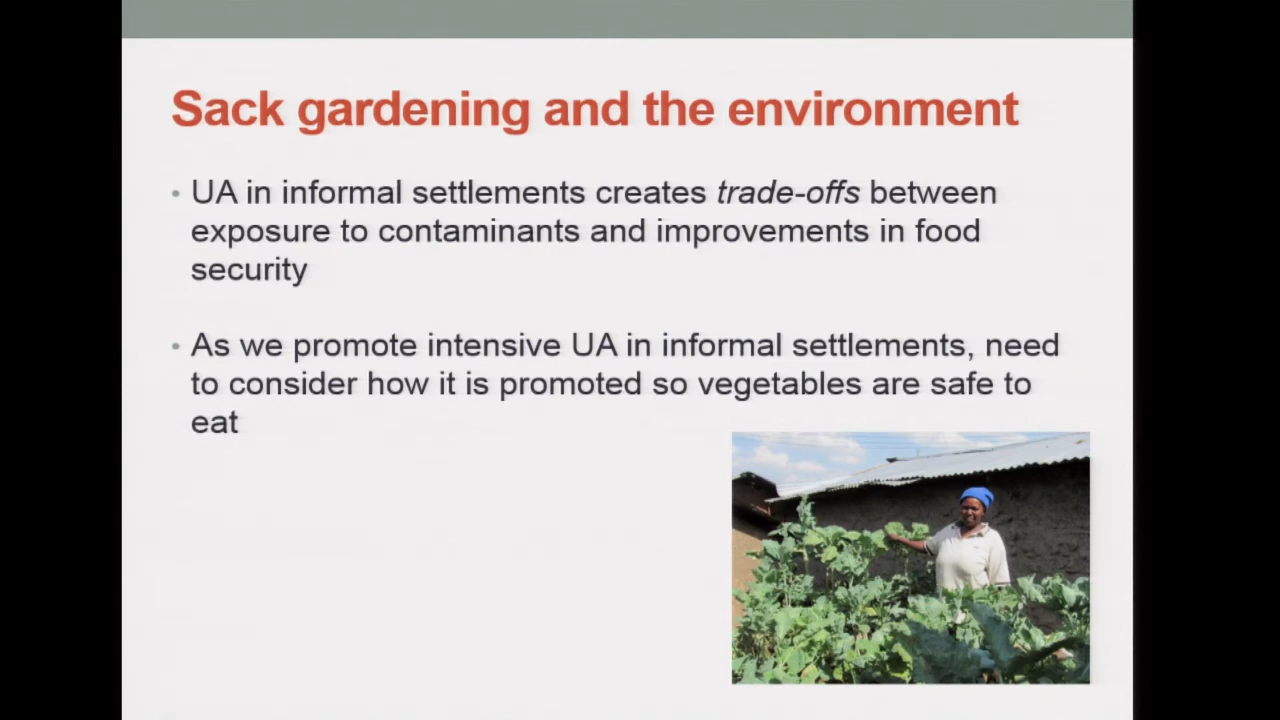 Sack gardening and the environment
• UA in informal settlements creates trade-offs between
exposure to contaminants and improvements in food
security
• As we promote intensive UA in informal settlements, need
to consider how it is promoted so vegetables are safe to
eat